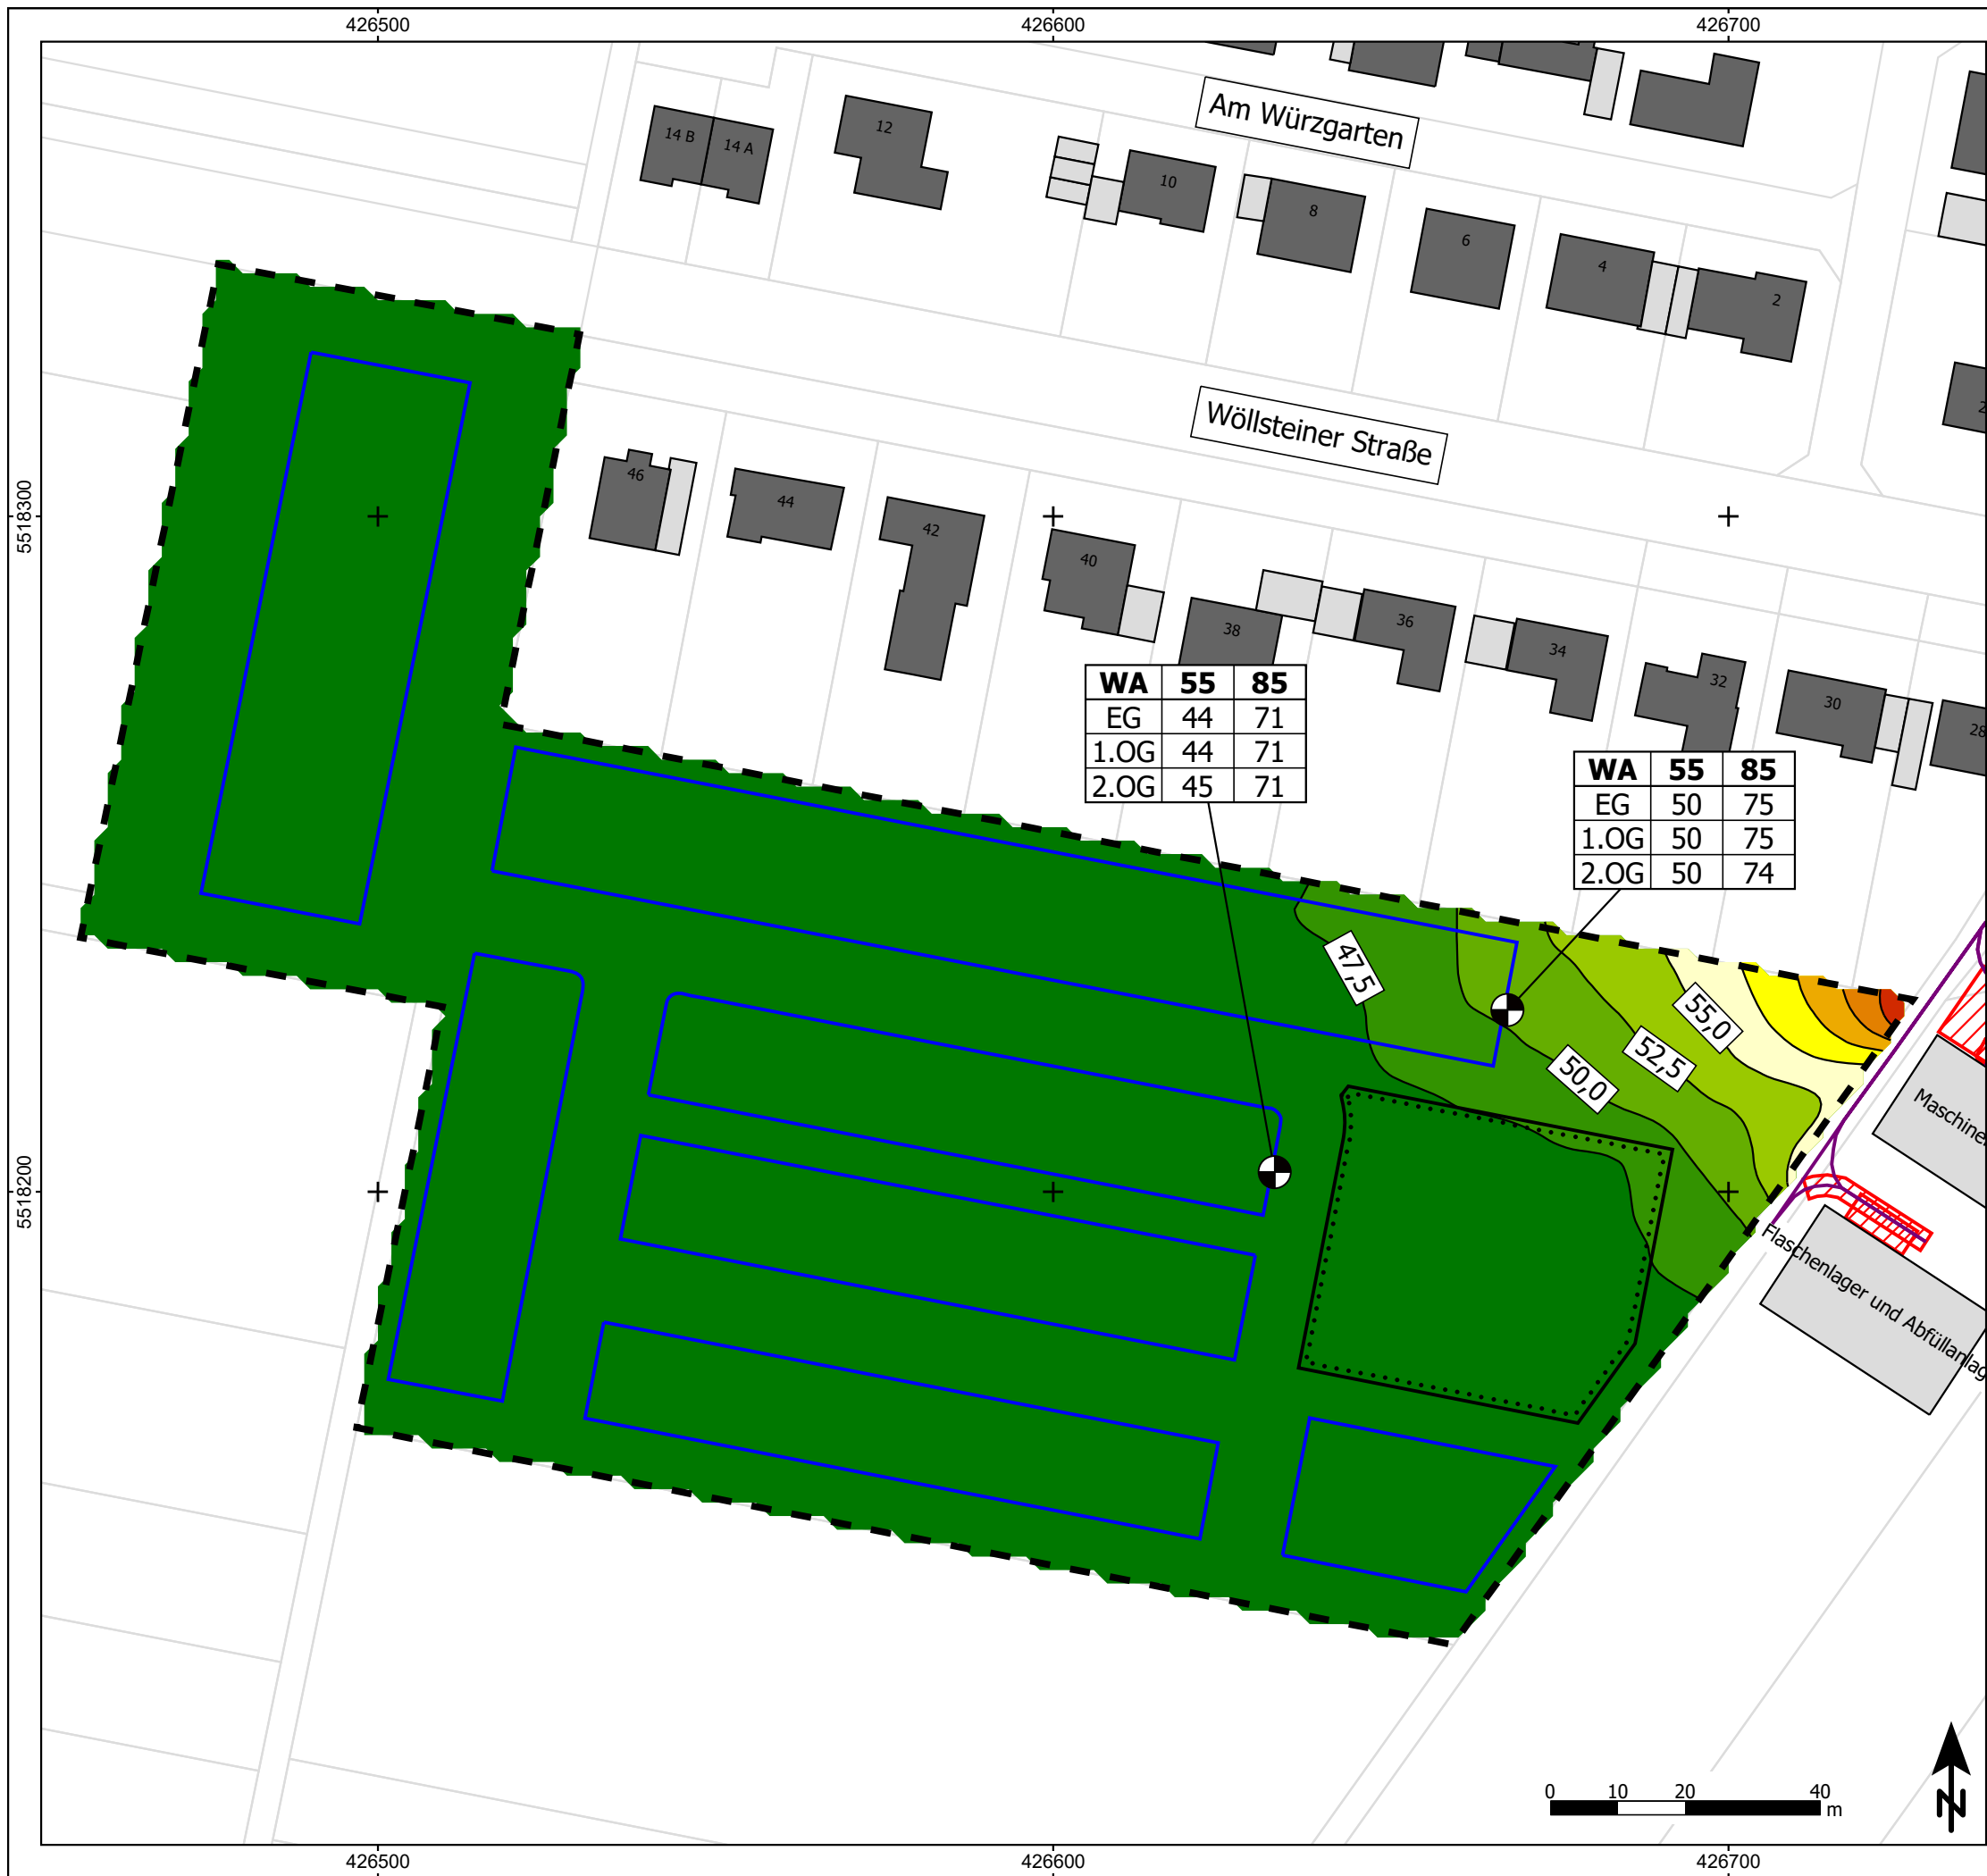 426500
426600
426700
Am Würzgarten
14 B
14 A
12
10
8
6
4
2
2
Wöllsteiner Straße
5518300
46
44
42
40
38
36
34
32
30
28
WA 55 85
EG 44 71
1.OG 44 71
2.OG 45 71
WA 55 85
EG 50 75
1.OG 50 75
2.OG 50 74
47,5
55,0
52,5
50,0
Maschine
5518200
Flaschenlager und Abfüllanlag
0 10 20 40
m
N
426500
426600
426700